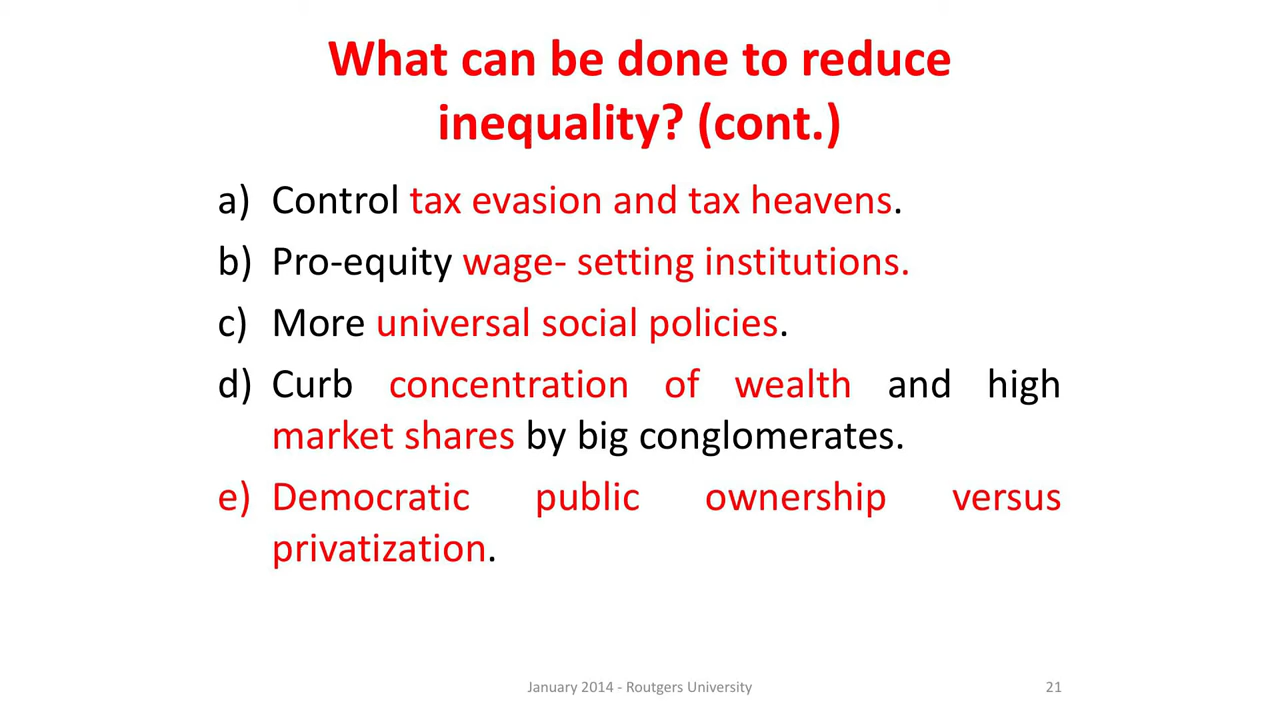 What can be done to reduce
inequality? (cont.)
a) Control tax evasion and tax heavens.
b) Pro-equity wage- setting institutions.
c) More universal social policies.
d) Curb concentration of wealth and high
market shares by big conglomerates.
e) Democratic public ownership versus
privatization.
January 2014 - Routgers University
21